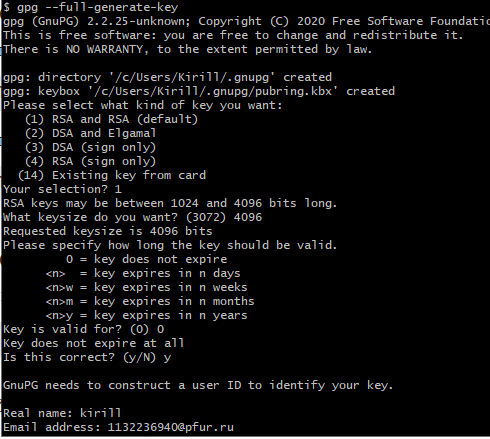 $ gpg --full-generate-key
gpg (GnuPG) 2.2.25-unknown; Copyright (C) 2020 Free Software Foundatio
This is free software: you are free to change and redistribute it.
There is NO WARRANTY, to the extent permitted by law.

gpg: directory '/c/Users/Kirill/.gnupg' created
gpg: keybox '/c/Users/Kirill/.gnupg/pubring.kbx' created
Please select what kind of key you want:
   (1) RSA and RSA (default)
   (2) DSA and Elgamal
   (3) DSA (sign only)
   (4) RSA (sign only)
  (14) Existing key from card
Your selection? 1
RSA keys may be between 1024 and 4096 bits long.
What keysize do you want? (3072) 4096
Requested keysize is 4096 bits
Please specify how long the key should be valid.
         0 = key does not expire
      <n>  = key expires in n days
      <n>w = key expires in n weeks
      <n>m = key expires in n months
      <n>y = key expires in n years
Key is valid for? (0) 0
Key does not expire at all
Is this correct? (y/N) y

GnuPG needs to construct a user ID to identify your key.

Real name: kirill
Email address: 1132236940@pfur.ru